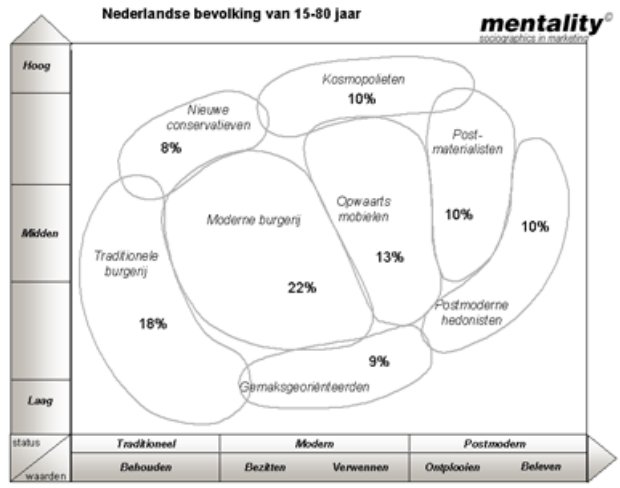 Nederlandse bevolking van 15-80 jaar
mentality©
sociographics in marketing
Hoog
Kosmopolieten
10%
Nieuwe
conservatieven
8%
Post-
materialisten
10%
Opwaarts
mobielen
13%
Moderne burgerij
22%
10%
Midden
Traditionele
burgerij
18%
Postmoderne
hedonisten
9%
Gemaksgeoriënteerden
Laag
status
waarden
Traditioneel
Modern
Postmodern
Behouden
Bezitten
Verwennen
Ontplooien
Beleven